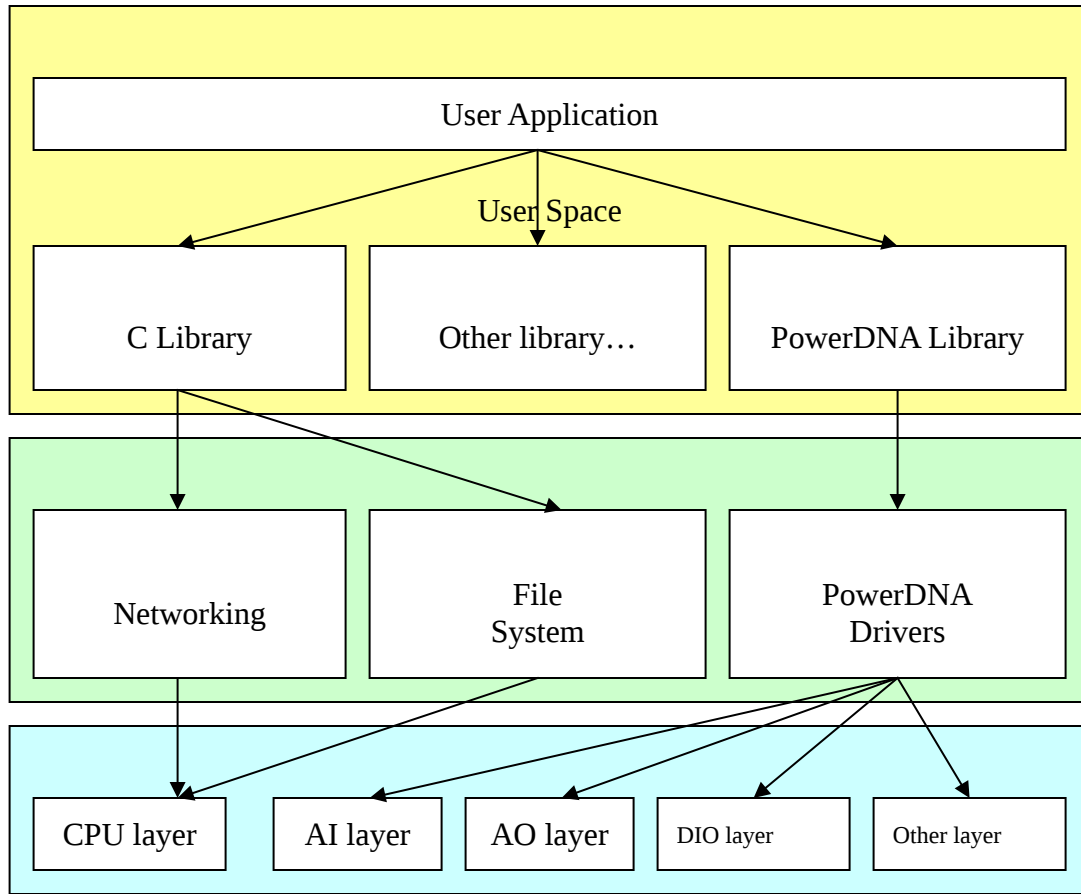 User Application
User Space
C Library
Other library…
PowerDNA Library
Networking
File
System
PowerDNA
Drivers
CPU layer
AI layer
AO layer
DIO layer
Other layer